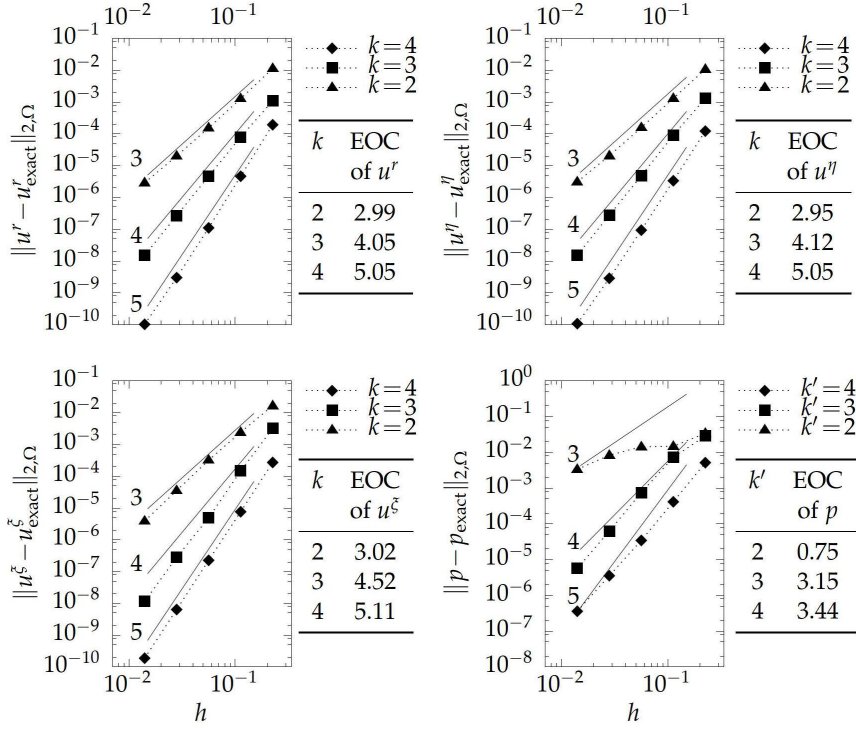 10⁻² 10⁻¹
10⁻¹
10⁻²
10⁻³
10⁻⁴
10⁻⁵
10⁻⁶
10⁻⁷
10⁻⁸
10⁻⁹
10⁻¹⁰
‖uʳ − uʳ_exact‖₂,Ω
3
4
5
k = 4
k = 3
k = 2
k EOC
of uʳ
2 2.99
3 4.05
4 5.05
10⁻² 10⁻¹
10⁻¹
10⁻²
10⁻³
10⁻⁴
10⁻⁵
10⁻⁶
10⁻⁷
10⁻⁸
10⁻⁹
10⁻¹⁰
‖u^η − u^η_exact‖₂,Ω
3
4
5
k = 4
k = 3
k = 2
k EOC
of u^η
2 2.95
3 4.12
4 5.05
10⁻¹
10⁻²
10⁻³
10⁻⁴
10⁻⁵
10⁻⁶
10⁻⁷
10⁻⁸
10⁻⁹
10⁻¹⁰
‖u^ξ − u^ξ_exact‖₂,Ω
3
4
5
10⁻² 10⁻¹
h
k = 4
k = 3
k = 2
k EOC
of u^ξ
2 3.02
3 4.52
4 5.11
10⁰
10⁻¹
10⁻²
10⁻³
10⁻⁴
10⁻⁵
10⁻⁶
10⁻⁷
10⁻⁸
‖p − p_exact‖₂,Ω
3
4
5
10⁻² 10⁻¹
h
k′ = 4
k′ = 3
k′ = 2
k′ EOC
of p
2 0.75
3 3.15
4 3.44